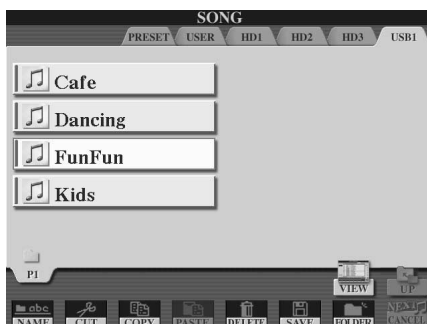 SONG
PRESET USER HD1 HD2 HD3 USB1
Cafe
Dancing
FunFun
Kids
P1
VIEW UP
abc NEXT
NAME CUT COPY PASTE DELETE SAVE FOLDER CANCEL